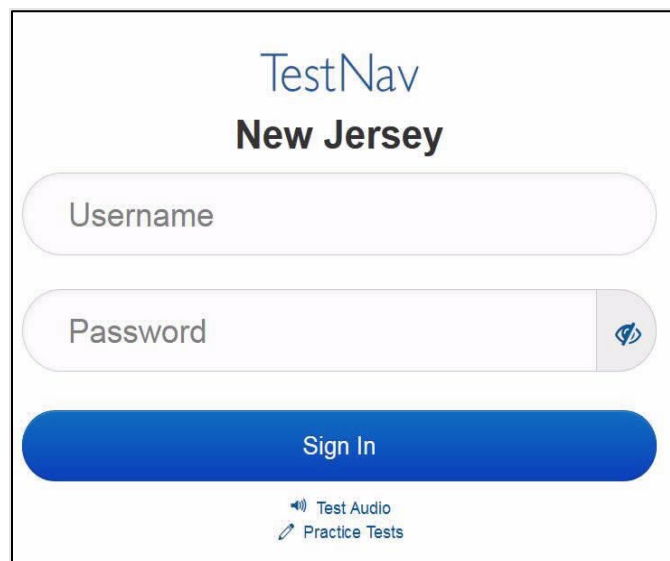 TestNav
New Jersey
Username
Password
Sign In
Test Audio
Practice Tests